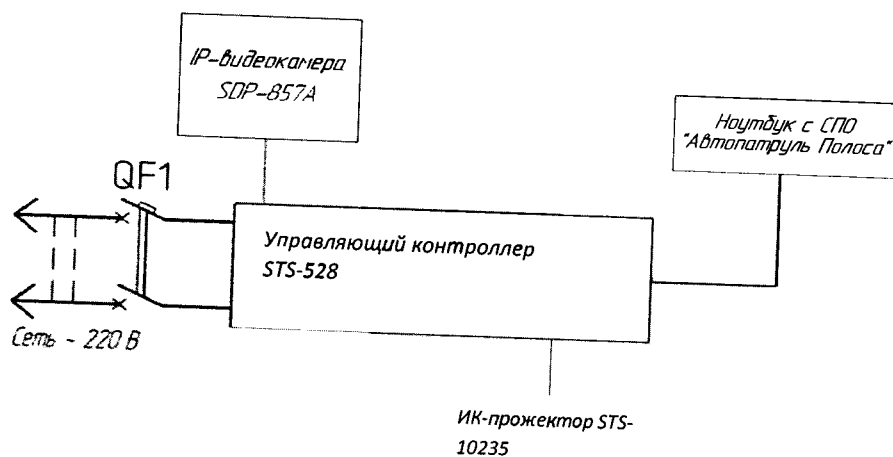 IP-видеокамера
SDP-857A
Ноутбук с СПО
"Автопатруль Полоса"
QF1
Управляющий контроллер
STS-528
Сеть ~ 220 В
ИК-прожектор STS-
10235